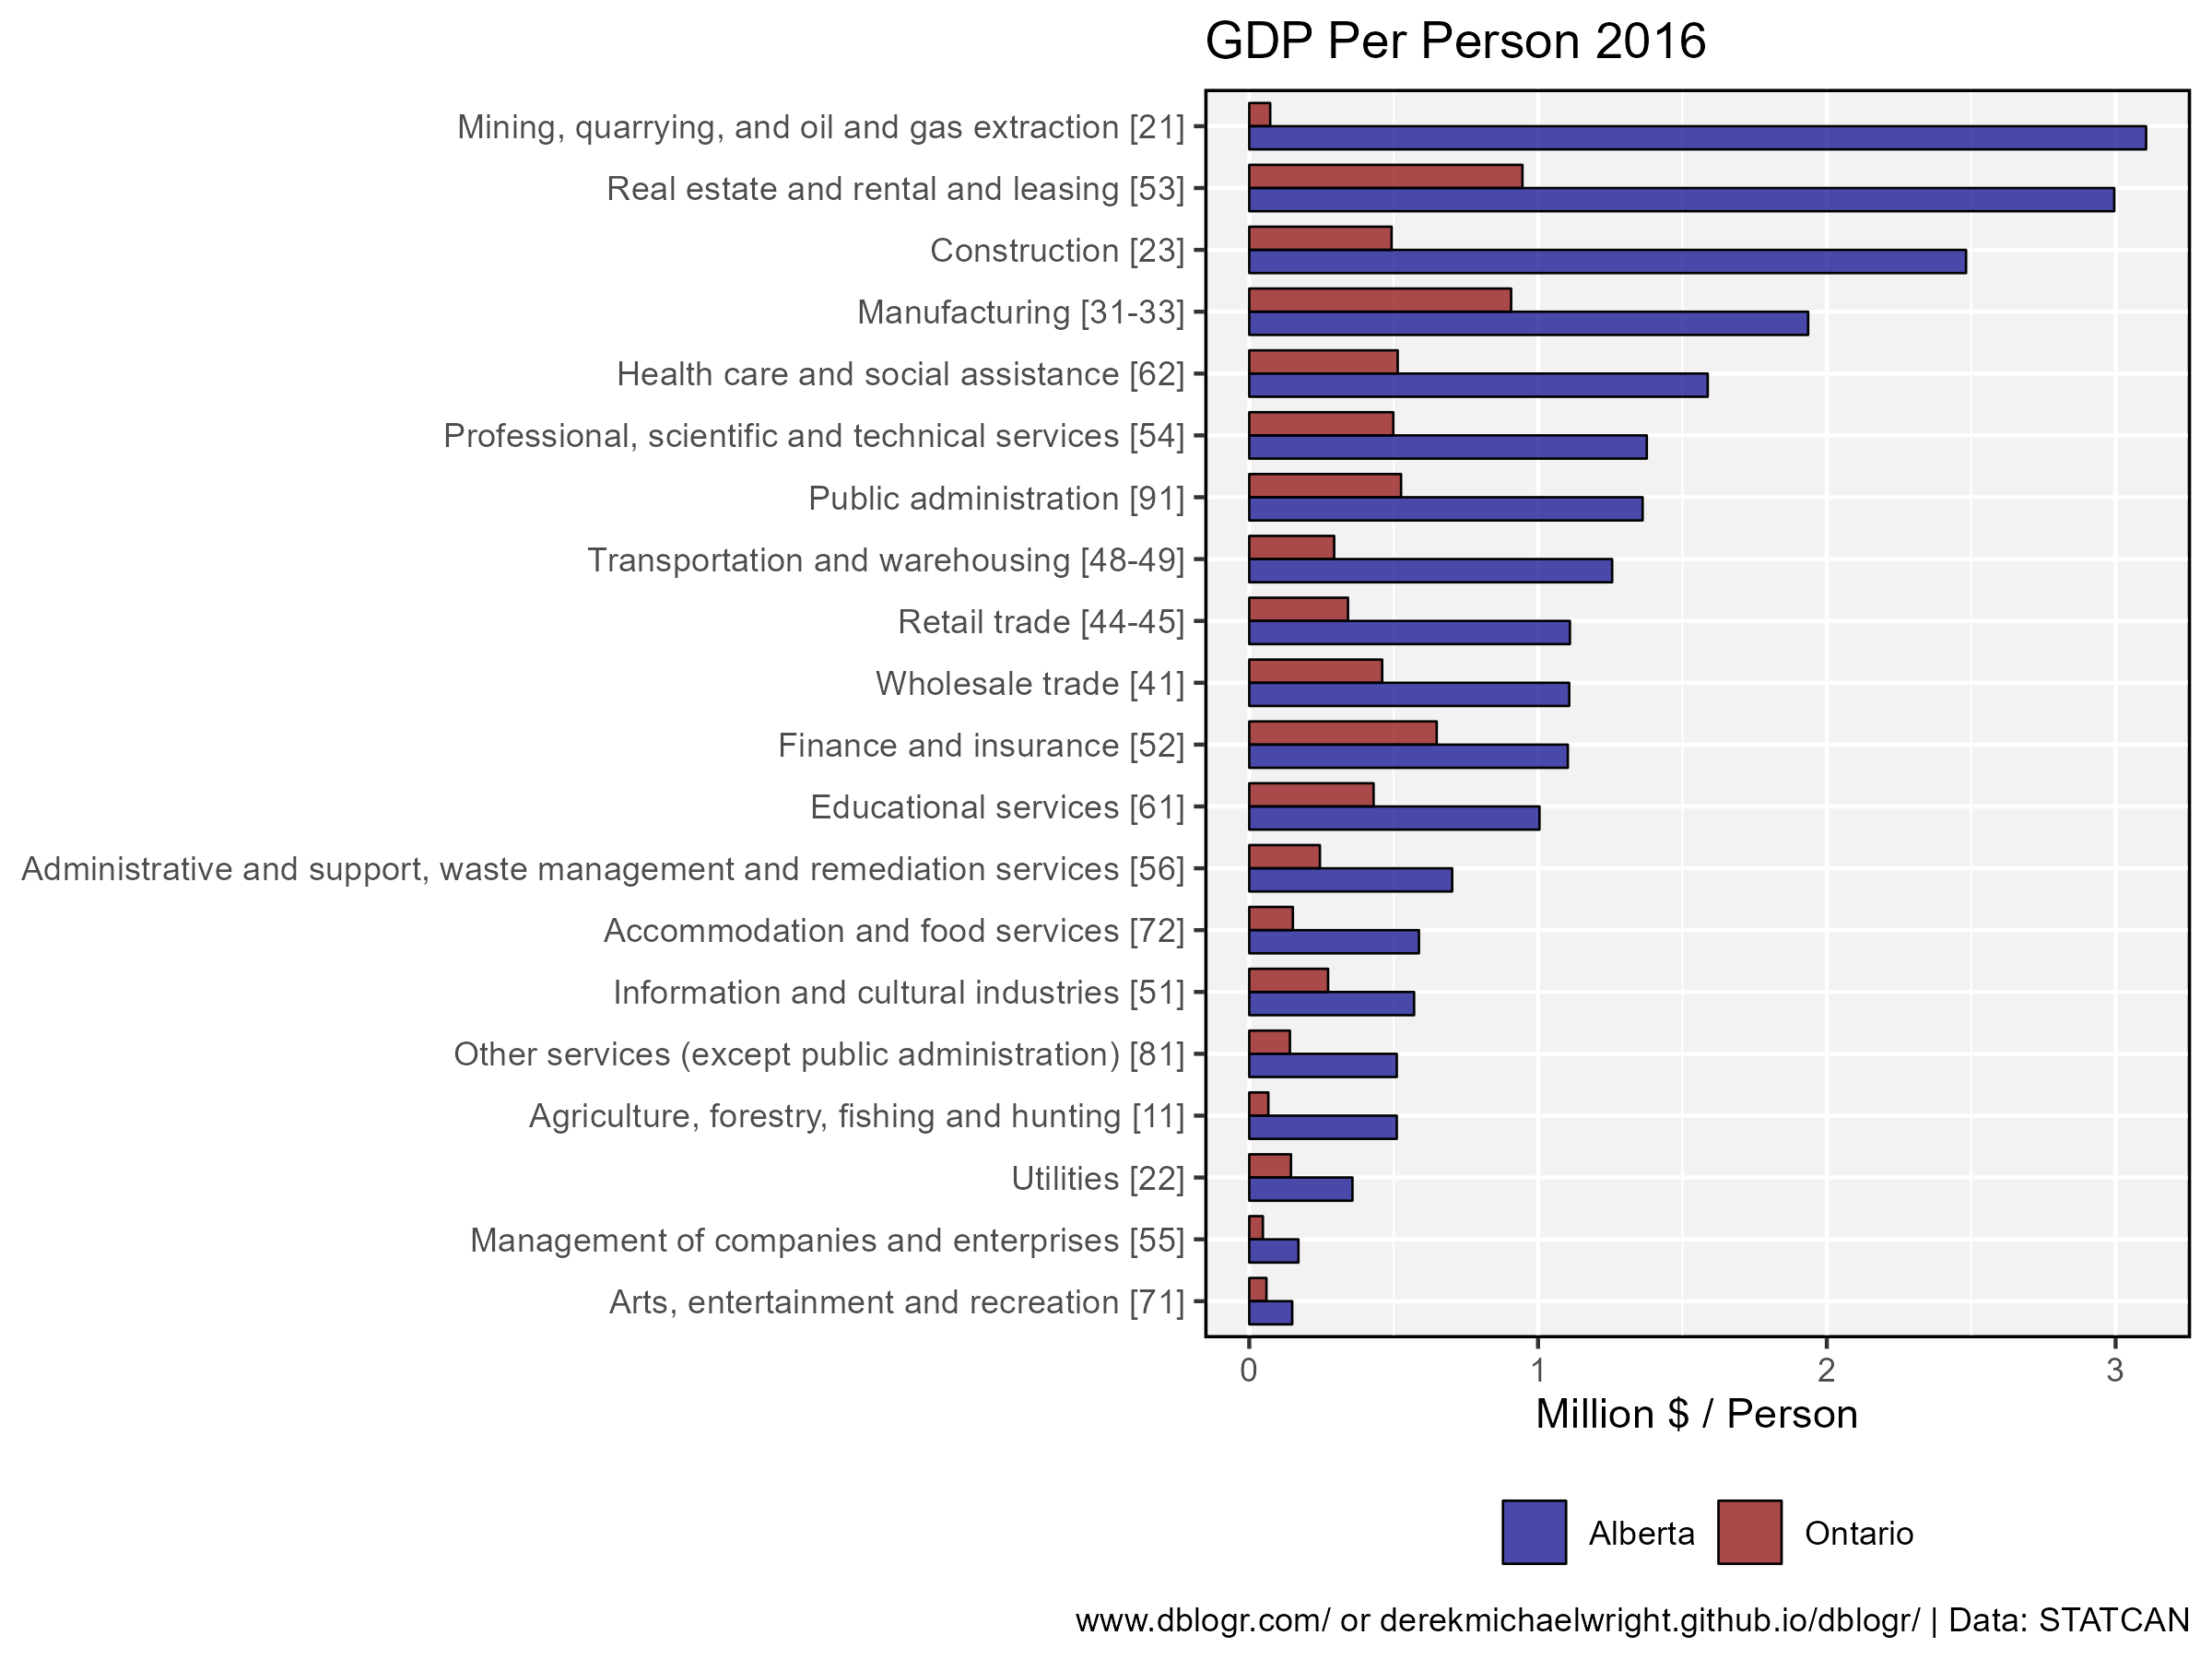 GDP Per Person 2016
Mining, quarrying, and oil and gas extraction [21]
Real estate and rental and leasing [53]
Construction [23]
Manufacturing [31-33]
Health care and social assistance [62]
Professional, scientific and technical services [54]
Public administration [91]
Transportation and warehousing [48-49]
Retail trade [44-45]
Wholesale trade [41]
Finance and insurance [52]
Educational services [61]
Administrative and support, waste management and remediation services [56]
Accommodation and food services [72]
Information and cultural industries [51]
Other services (except public administration) [81]
Agriculture, forestry, fishing and hunting [11]
Utilities [22]
Management of companies and enterprises [55]
Arts, entertainment and recreation [71]
0 1 2 3
Million $ / Person
Alberta Ontario
www.dblogr.com/ or derekmichaelwright.github.io/dblogr/ | Data: STATCAN